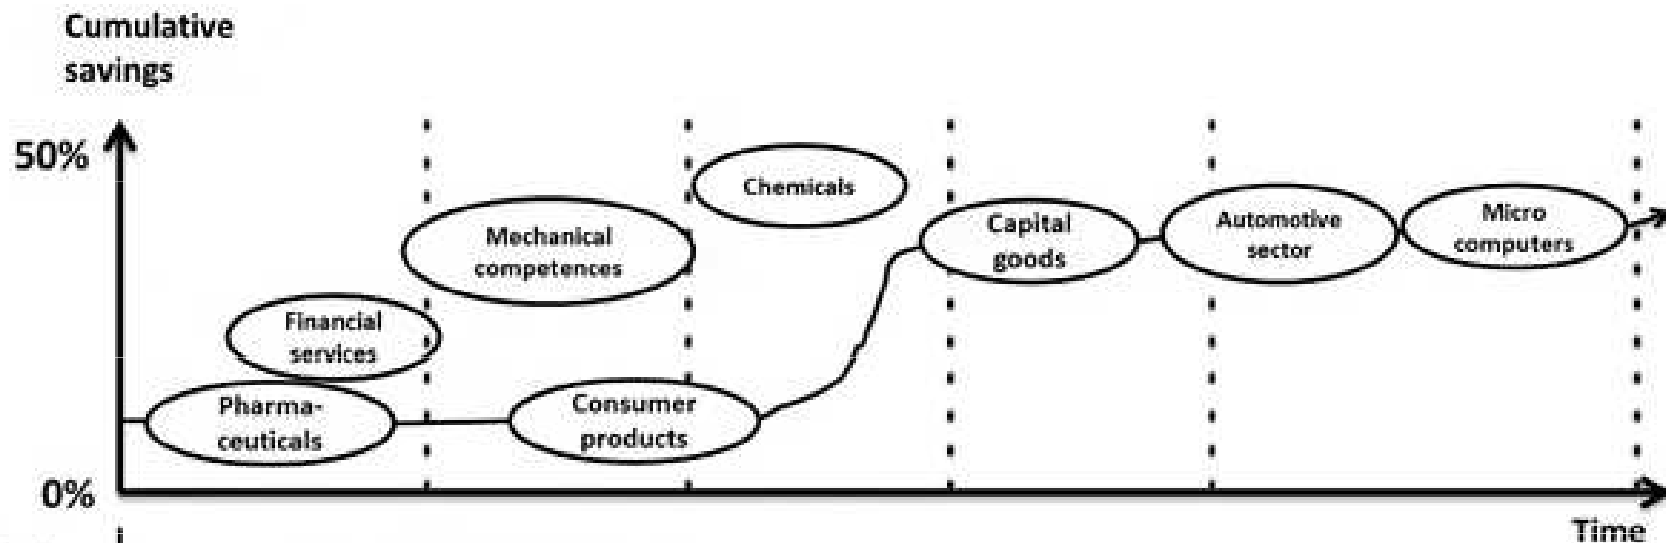 Cumulative
savings
50%
Chemicals
Mechanical
competences
Capital
goods
Automotive
sector
Micro
computers
Financial
services
Pharma-
ceuticals
Consumer
products
0%
Time